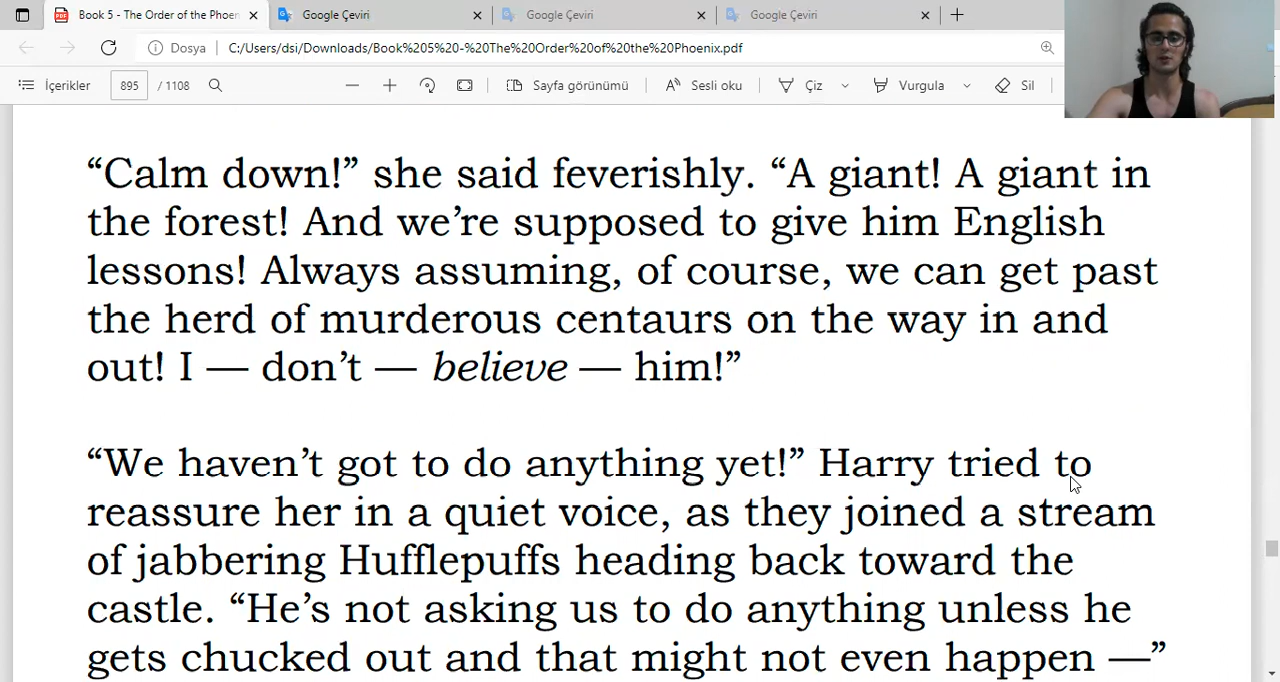 Book 5 - The Order of the Phoen
Google Çeviri
Google Çeviri
Google Çeviri
Dosya
C:/Users/dsi/Downloads/Book%205%20-%20The%20Order%20of%20the%20Phoenix.pdf
İçerikler
895
/ 1108
Sayfa görünümü
Sesli oku
Çiz
Vurgula
Sil
“Calm down!” she said feverishly. “A giant! A giant in
the forest! And we’re supposed to give him English
lessons! Always assuming, of course, we can get past
the herd of murderous centaurs on the way in and
out! I — don’t — believe — him!”
“We haven’t got to do anything yet!” Harry tried to
reassure her in a quiet voice, as they joined a stream
of jabbering Hufflepuffs heading back toward the
castle. “He’s not asking us to do anything unless he
gets chucked out and that might not even happen —”